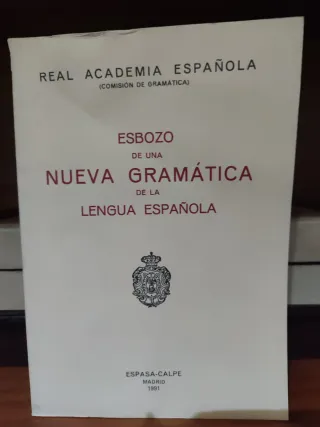 REAL ACADEMIA ESPAÑOLA
(COMISIÓN DE GRAMÁTICA)
ESBOZO
DE UNA
NUEVA GRAMÁTICA
DE LA
LENGUA ESPAÑOLA
ESPASA-CALPE
MADRID
1981